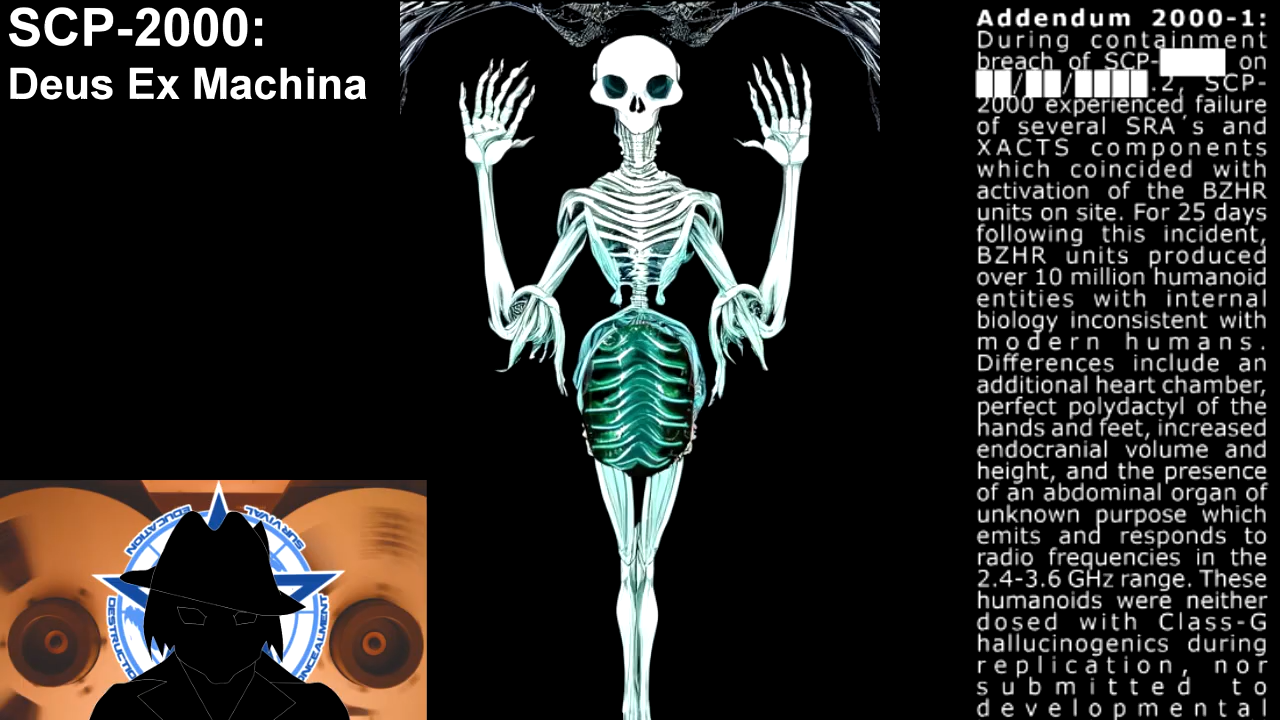 SCP-2000:
Deus Ex Machina
Addendum 2000-1:
During containment
breach of SCP-████ on
██/██/████.2, SCP-
2000 experienced failure
of several SRA´s and
XACTS components
which coincided with
activation of the BZHR
units on site. For 25 days
following this incident,
BZHR units produced
over 10 million humanoid
entities with internal
biology inconsistent with
modern humans.
Differences include an
additional heart chamber,
perfect polydactyl of the
hands and feet, increased
endocranial volume and
height, and the presence
of an abdominal organ of
unknown purpose which
emits and responds to
radio frequencies in the
2.4-3.6 GHz range. These
humanoids were neither
dosed with Class-G
hallucinogenics during
replication, nor
submitted to
developmental
EDUCATION
SURVIVAL